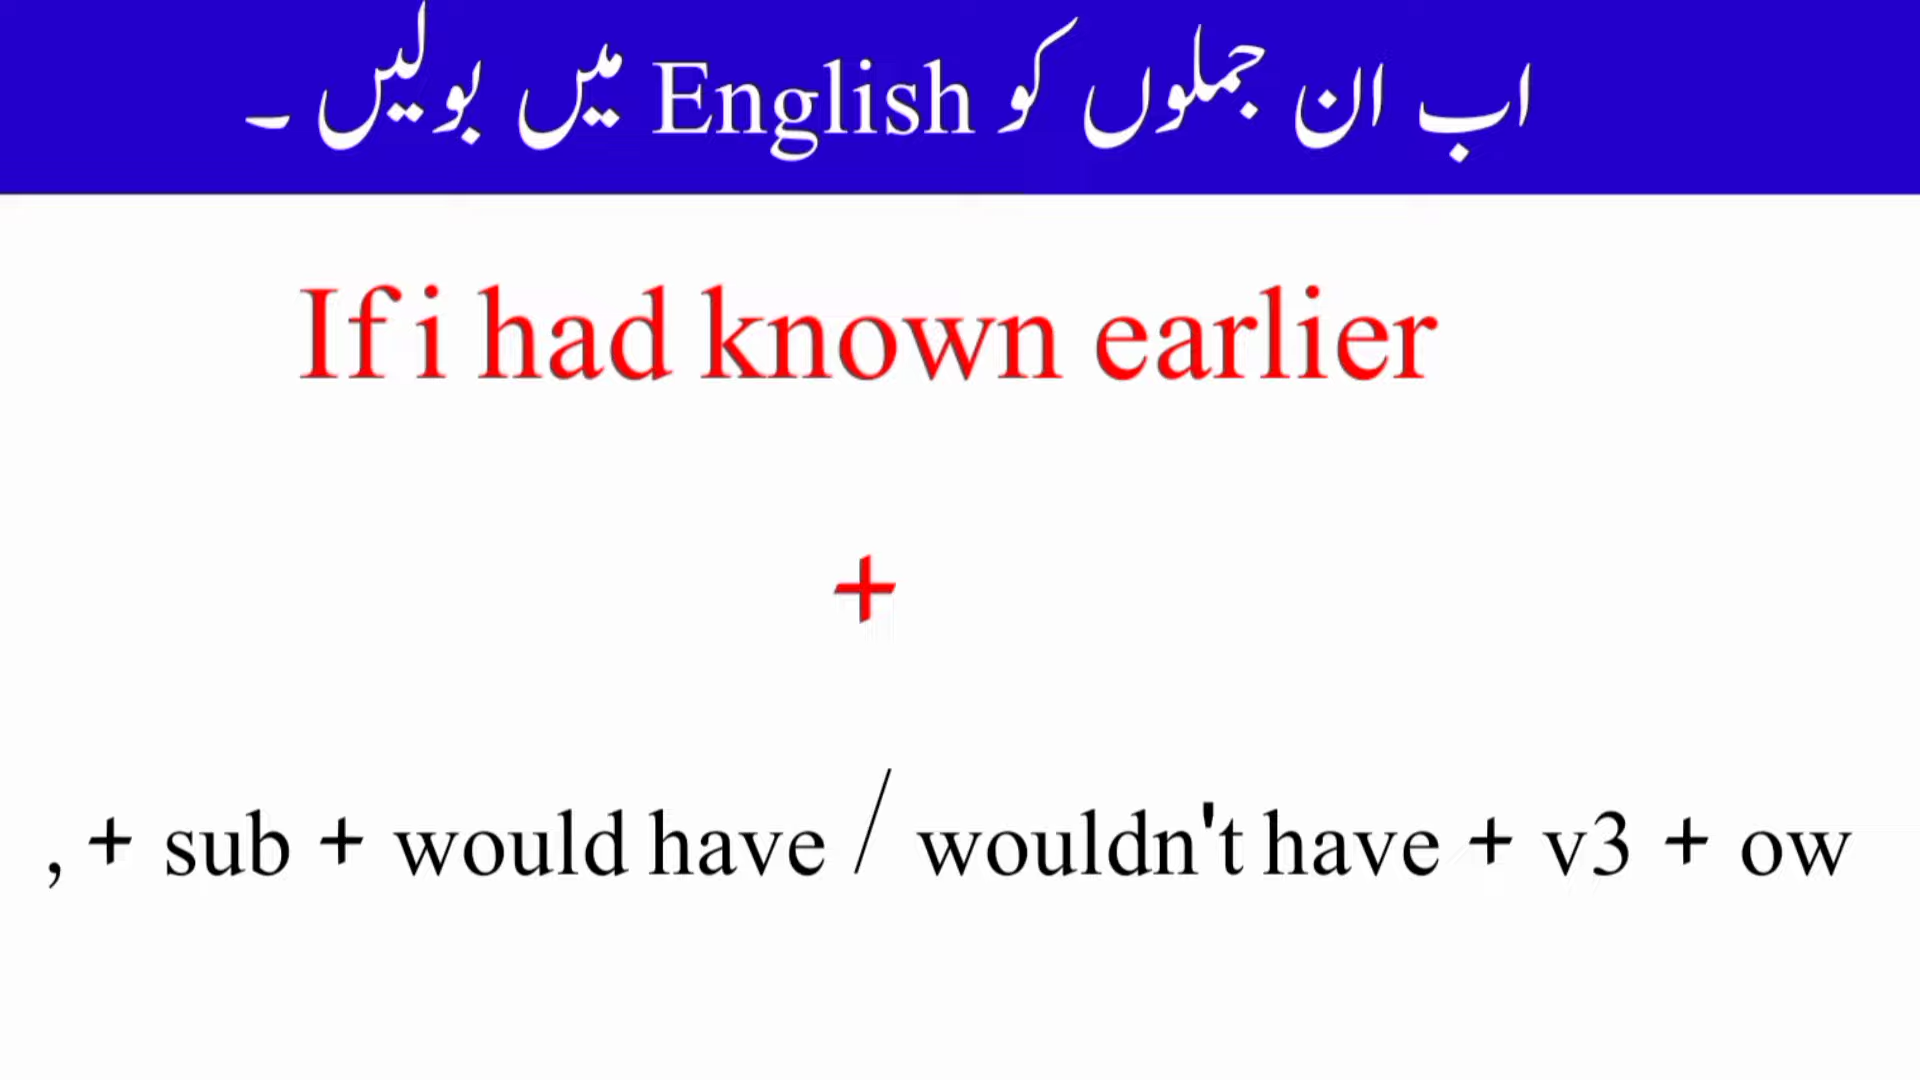 اب ان جملوں کو English میں بولیں ۔
If i had known earlier
+
, + sub + would have / wouldn't have + v3 + ow